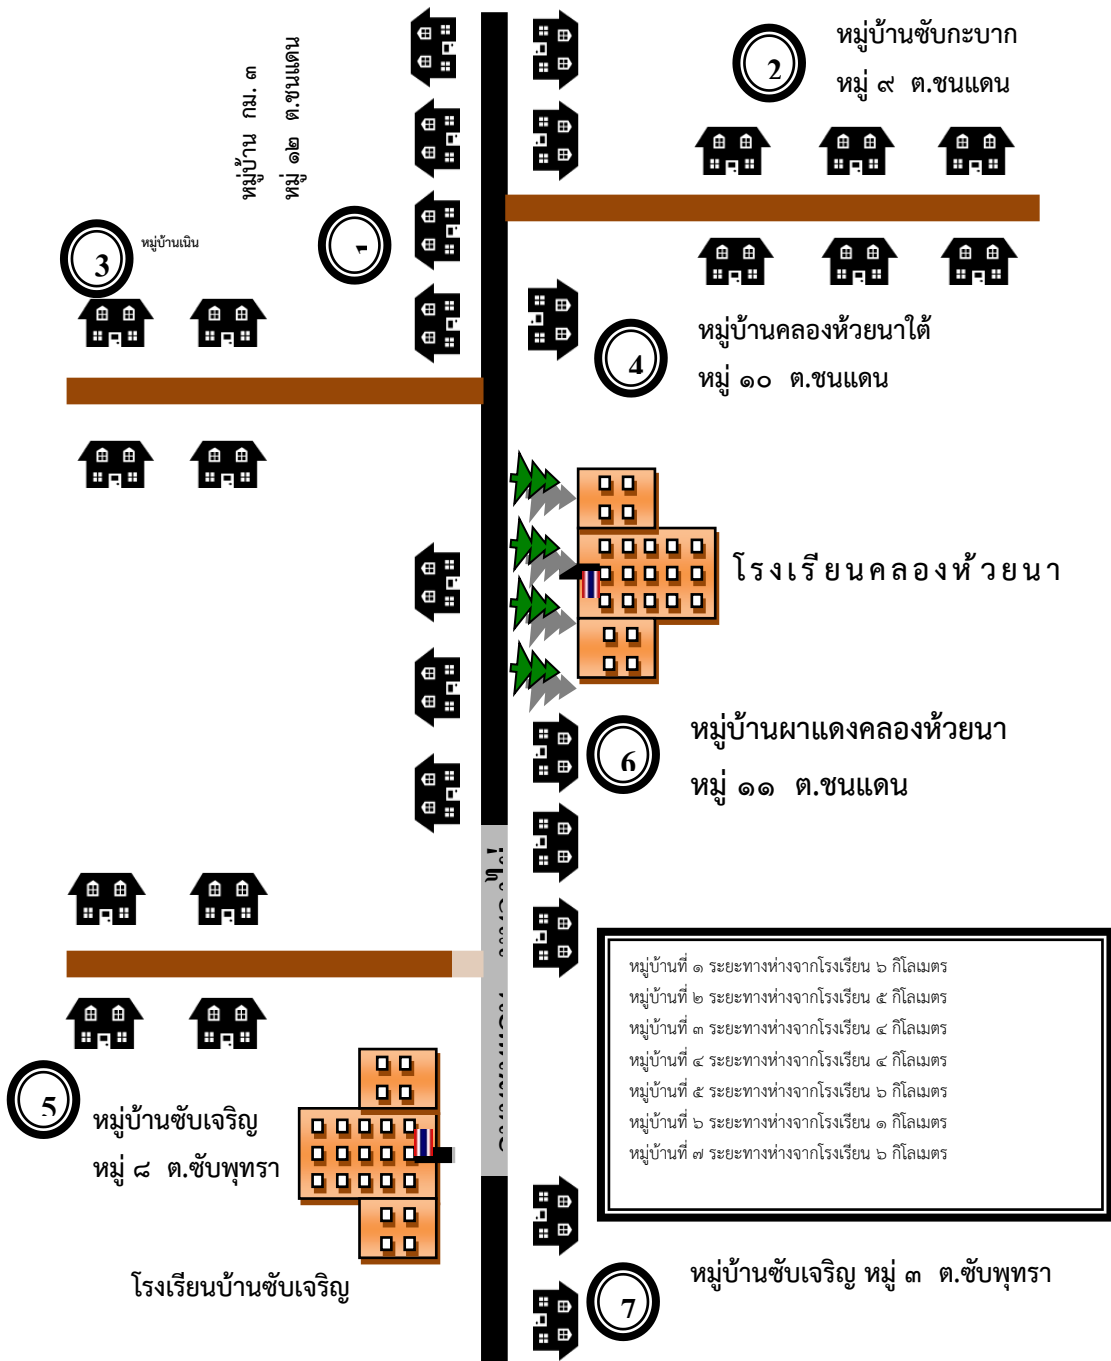 หมู่บ้าน กม. ๓
หมู่ ๑๒ ต.ชนแดน
1
2
หมู่บ้านซับกะบาก
หมู่ ๙ ต.ชนแดน
3
หมู่บ้านเนิน
4
หมู่บ้านคลองห้วยนาใต้
หมู่ ๑๐ ต.ชนแดน
โรงเรียนคลองห้วยนา
6
หมู่บ้านผาแดงคลองห้วยนา
หมู่ ๑๑ ต.ชนแดน
หมู่บ้านที่ ๑ ระยะทางห่างจากโรงเรียน ๖ กิโลเมตร
หมู่บ้านที่ ๒ ระยะทางห่างจากโรงเรียน ๕ กิโลเมตร
หมู่บ้านที่ ๓ ระยะทางห่างจากโรงเรียน ๔ กิโลเมตร
หมู่บ้านที่ ๔ ระยะทางห่างจากโรงเรียน ๔ กิโลเมตร
หมู่บ้านที่ ๕ ระยะทางห่างจากโรงเรียน ๖ กิโลเมตร
หมู่บ้านที่ ๖ ระยะทางห่างจากโรงเรียน ๑ กิโลเมตร
หมู่บ้านที่ ๗ ระยะทางห่างจากโรงเรียน ๖ กิโลเมตร
5
หมู่บ้านซับเจริญ
หมู่ ๘ ต.ซับพุทรา
โรงเรียนบ้านซับเจริญ
7
หมู่บ้านซับเจริญ หมู่ ๓ ต.ซับพุทรา